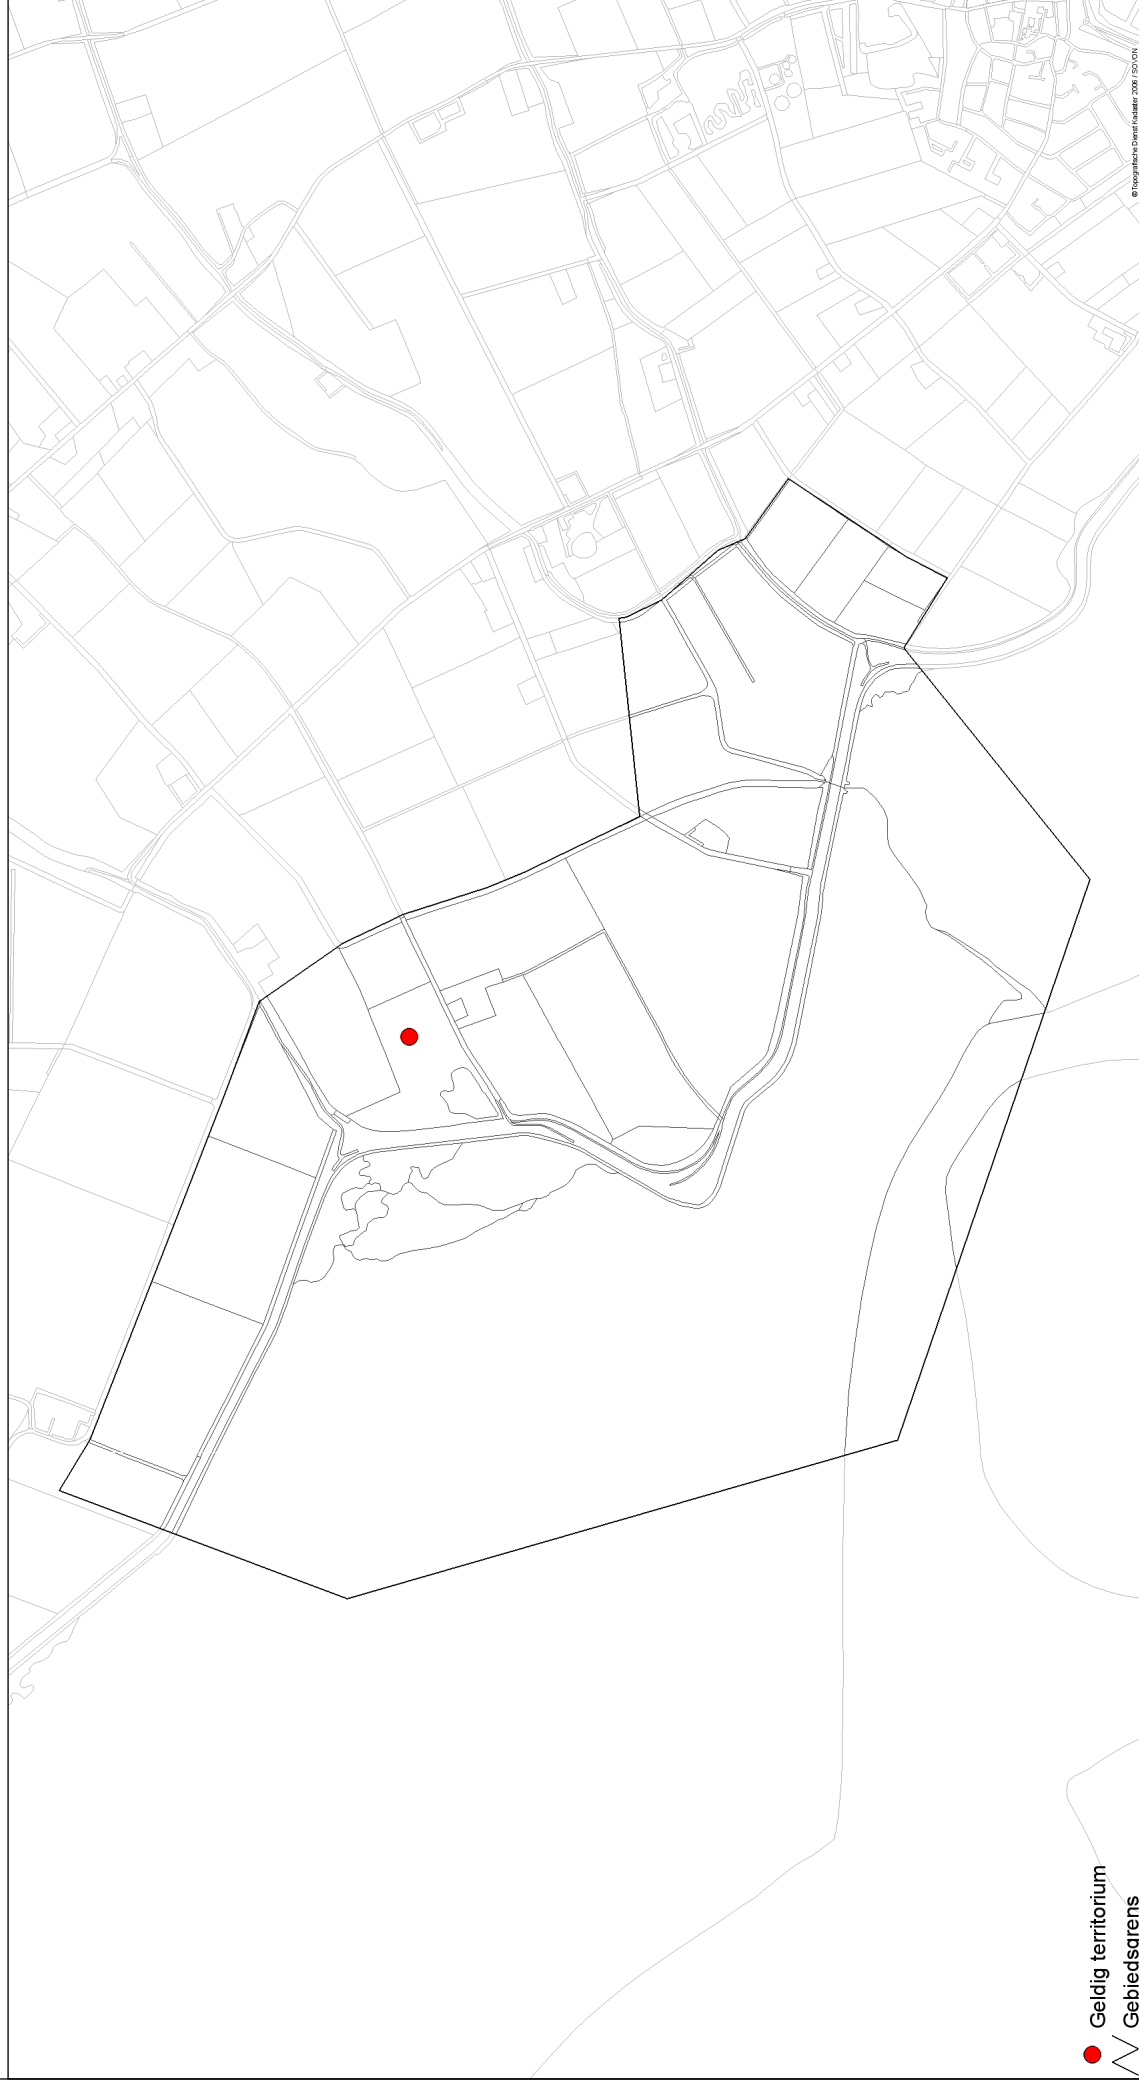 © Topografische Dienst Kadaster 2006 / SOVON
Geldig territorium
Gebiedsgrens